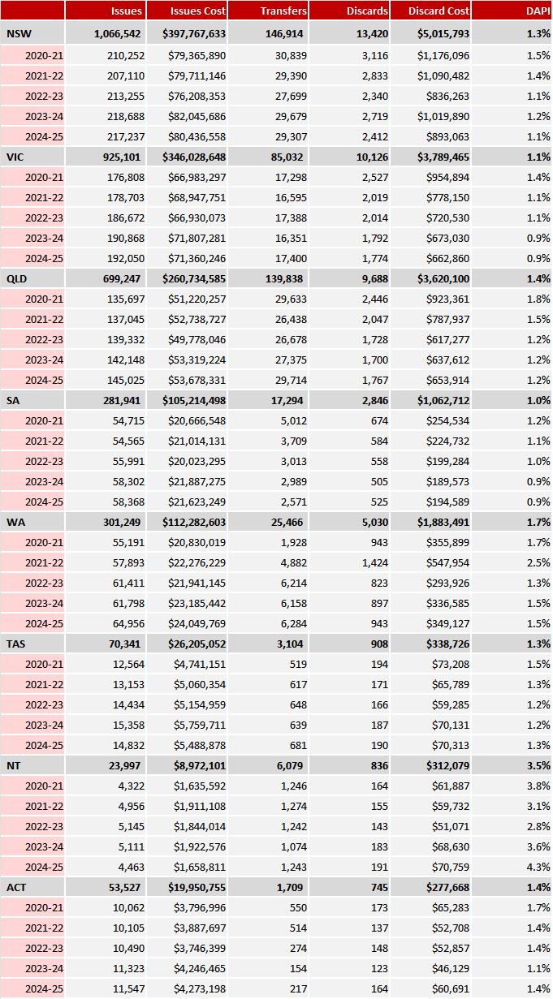 Issues Issues Cost Transfers Discards Discard Cost DAPI
NSW 1,066,542 $397,767,633 146,914 13,420 $5,015,793 1.3%
2020-21 210,252 $79,365,890 30,839 3,116 $1,176,096 1.5%
2021-22 207,110 $79,711,146 29,390 2,833 $1,090,482 1.4%
2022-23 213,255 $76,208,353 27,699 2,340 $836,263 1.1%
2023-24 218,688 $82,045,686 29,679 2,719 $1,019,890 1.2%
2024-25 217,237 $80,436,558 29,307 2,412 $893,063 1.1%
VIC 925,101 $346,028,648 85,032 10,126 $3,789,465 1.1%
2020-21 176,808 $66,983,297 17,298 2,527 $954,894 1.4%
2021-22 178,703 $68,947,751 16,595 2,019 $778,150 1.1%
2022-23 186,672 $66,930,073 17,388 2,014 $720,530 1.1%
2023-24 190,868 $71,807,281 16,351 1,792 $673,030 0.9%
2024-25 192,050 $71,360,246 17,400 1,774 $662,860 0.9%
QLD 699,247 $260,734,585 139,838 9,688 $3,620,100 1.4%
2020-21 135,697 $51,220,257 29,633 2,446 $923,361 1.8%
2021-22 137,045 $52,738,727 26,438 2,047 $787,937 1.5%
2022-23 139,332 $49,778,046 26,678 1,728 $617,277 1.2%
2023-24 142,148 $53,319,224 27,375 1,700 $637,612 1.2%
2024-25 145,025 $53,678,331 29,714 1,767 $653,914 1.2%
SA 281,941 $105,214,498 17,294 2,846 $1,062,712 1.0%
2020-21 54,715 $20,666,548 5,012 674 $254,534 1.2%
2021-22 54,565 $21,014,131 3,709 584 $224,732 1.1%
2022-23 55,991 $20,023,295 3,013 558 $199,284 1.0%
2023-24 58,302 $21,887,275 2,989 505 $189,573 0.9%
2024-25 58,368 $21,623,249 2,571 525 $194,589 0.9%
WA 301,249 $112,282,603 25,466 5,030 $1,883,491 1.7%
2020-21 55,191 $20,830,019 1,928 943 $355,899 1.7%
2021-22 57,893 $22,276,229 4,882 1,424 $547,954 2.5%
2022-23 61,411 $21,941,145 6,214 823 $293,926 1.3%
2023-24 61,798 $23,185,442 6,158 897 $336,585 1.5%
2024-25 64,956 $24,049,769 6,284 943 $349,127 1.5%
TAS 70,341 $26,205,052 3,104 908 $338,726 1.3%
2020-21 12,564 $4,741,151 519 194 $73,208 1.5%
2021-22 13,153 $5,060,354 617 171 $65,789 1.3%
2022-23 14,434 $5,154,959 648 166 $59,285 1.2%
2023-24 15,358 $5,759,711 639 187 $70,131 1.2%
2024-25 14,832 $5,488,878 681 190 $70,313 1.3%
NT 23,997 $8,972,101 6,079 836 $312,079 3.5%
2020-21 4,322 $1,635,592 1,246 164 $61,887 3.8%
2021-22 4,956 $1,911,108 1,274 155 $59,732 3.1%
2022-23 5,145 $1,844,014 1,242 143 $51,071 2.8%
2023-24 5,111 $1,922,576 1,074 183 $68,630 3.6%
2024-25 4,463 $1,658,811 1,243 191 $70,759 4.3%
ACT 53,527 $19,950,755 1,709 745 $277,668 1.4%
2020-21 10,062 $3,796,996 550 173 $65,283 1.7%
2021-22 10,105 $3,887,697 514 137 $52,708 1.4%
2022-23 10,490 $3,746,399 274 148 $52,857 1.4%
2023-24 11,323 $4,246,465 154 123 $46,129 1.1%
2024-25 11,547 $4,273,198 217 164 $60,691 1.4%